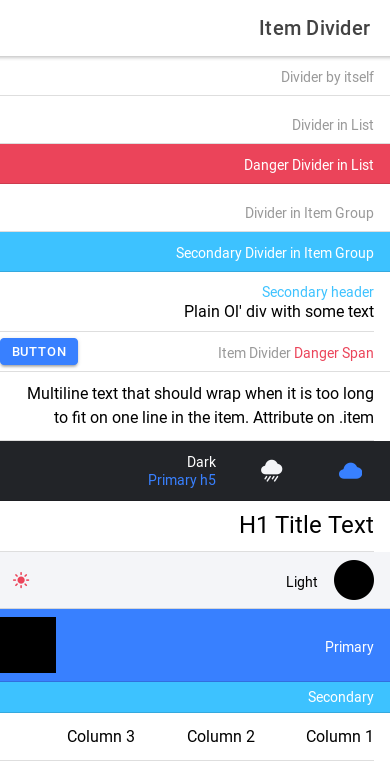 Item Divider
Divider by itself
Divider in List
Danger Divider in List
Divider in Item Group
Secondary Divider in Item Group
Secondary header
Plain Ol' div with some text
Item Divider Danger Span
BUTTON
Multiline text that should wrap when it is too long
to fit on one line in the item. Attribute on .item
Dark
Primary h5
H1 Title Text
Light
Primary
Secondary
Column 1
Column 2
Column 3